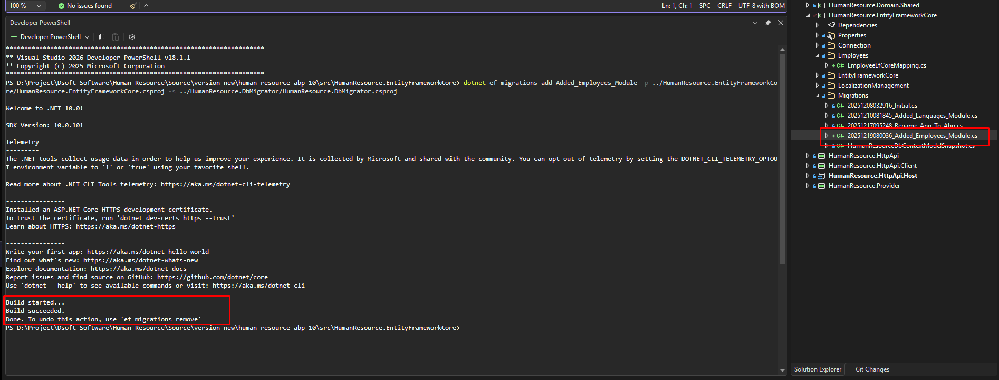 100 %
No issues found
Ln: 1, Ch: 1
SPC
CRLF
UTF-8 with BOM
Developer PowerShell
Developer PowerShell
**********************************************************************
** Visual Studio 2026 Developer PowerShell v18.1.1
** Copyright (c) 2025 Microsoft Corporation
**********************************************************************
PS D:\Project\Dsoft Software\Human Resource\Source\version new\human-resource-abp-10\src\HumanResource.EntityFrameworkCore> dotnet ef migrations add Added_Employees_Module -p ../HumanResource.EntityFrameworkCo
re/HumanResource.EntityFrameworkCore.csproj -s ../HumanResource.DbMigrator/HumanResource.DbMigrator.csproj
Welcome to .NET 10.0!
---------------------
SDK Version: 10.0.101
Telemetry
---------
The .NET tools collect usage data in order to help us improve your experience. It is collected by Microsoft and shared with the community. You can opt-out of telemetry by setting the DOTNET_CLI_TELEMETRY_OPTOU
T environment variable to '1' or 'true' using your favorite shell.
Read more about .NET CLI Tools telemetry: https://aka.ms/dotnet-cli-telemetry
----------------
Installed an ASP.NET Core HTTPS development certificate.
To trust the certificate, run 'dotnet dev-certs https --trust'
Learn about HTTPS: https://aka.ms/dotnet-https
----------------
Write your first app: https://aka.ms/dotnet-hello-world
Find out what's new: https://aka.ms/dotnet-whats-new
Explore documentation: https://aka.ms/dotnet-docs
Report issues and find source on GitHub: https://github.com/dotnet/core
Use 'dotnet --help' to see available commands or visit: https://aka.ms/dotnet-cli
--------------------------------------------------------------------------------------
Build started...
Build succeeded.
Done. To undo this action, use 'ef migrations remove'
PS D:\Project\Dsoft Software\Human Resource\Source\version new\human-resource-abp-10\src\HumanResource.EntityFrameworkCore>
HumanResource.Domain.Shared
HumanResource.EntityFrameworkCore
Dependencies
Properties
Connection
Employees
C# EmployeeEfCoreMapping.cs
EntityFrameworkCore
LocalizationManagement
Migrations
C# 20251208032916_Initial.cs
C# 20251210081845_Added_Languages_Module.cs
C# 20251217095248_Rename_App_To_Abp.cs
C# 20251219080036_Added_Employees_Module.cs
C# HumanResourceDbContextModelSnapshot.cs
HumanResource.HttpApi
HumanResource.HttpApi.Client
HumanResource.HttpApi.Host
HumanResource.Provider
Solution Explorer
Git Changes